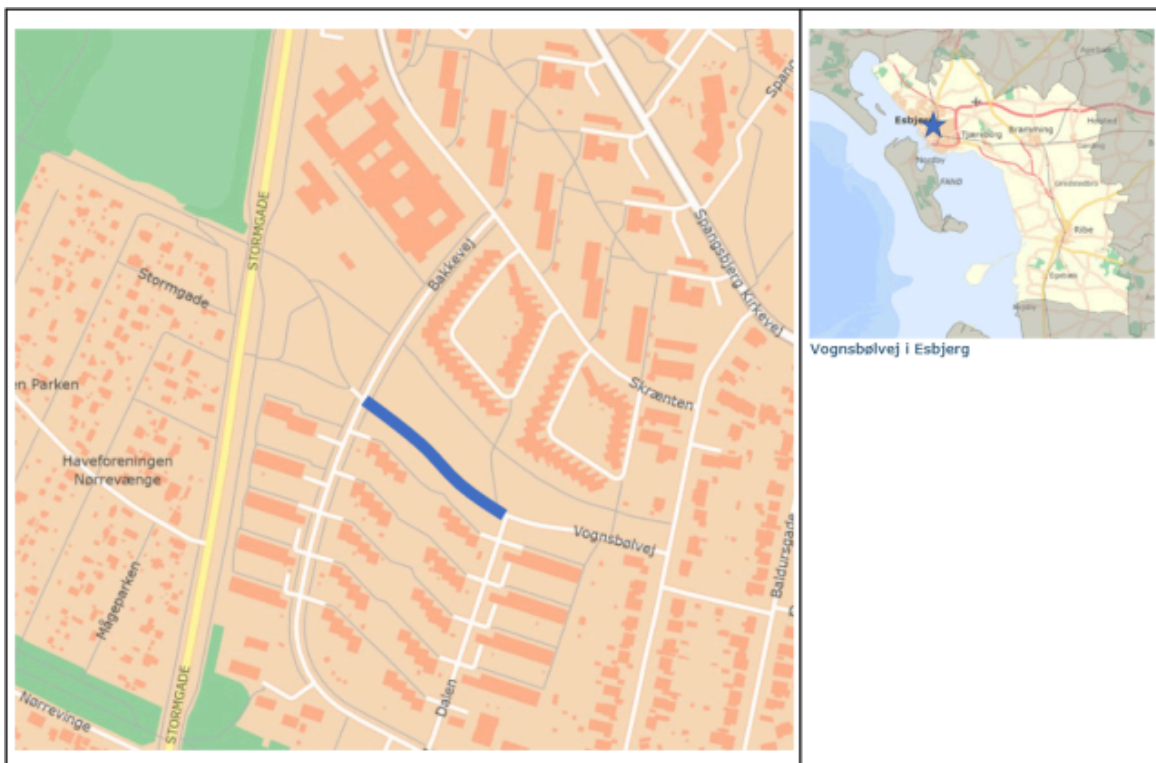 STORMGADE
Stormgade
Bakkevej
Spangsbjerg Kirkevej
Skrænten
en Parken
Haveforeningen
Nørrevænge
Vognsbølvej
Baldursgade
Mågeparken
Dalen
Nørrevinge
STORMGADE
Esbjerg
Tjæreborg
Bramming
Nordby
FANØ
Ribe
Vognsbølvej i Esbjerg